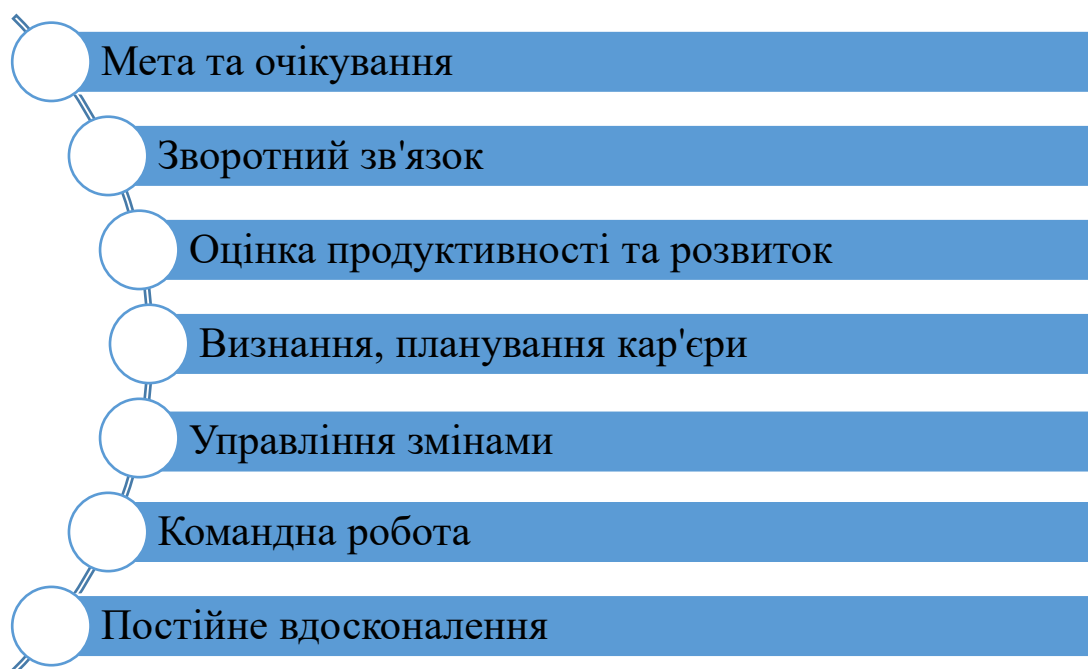 Мета та очікування
Зворотний зв'язок
Оцінка продуктивності та розвиток
Визнання, планування кар'єри
Управління змінами
Командна робота
Постійне вдосконалення